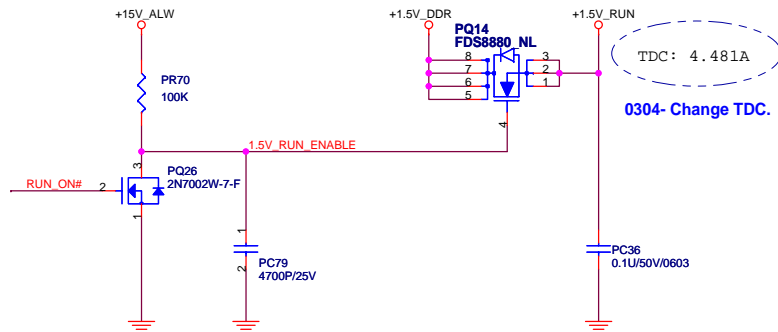 +15V_ALW
+1.5V_DDR
+1.5V_RUN
PQ14
FDS8880_NL
8
7
6
5
3
2
1
4
TDC: 4.481A
0304- Change TDC.
PR70
100K
1.5V_RUN_ENABLE
3
PQ26
2N7002W-7-F
RUN_ON#
2
1
1
2
PC79
4700P/25V
PC36
0.1U/50V/0603